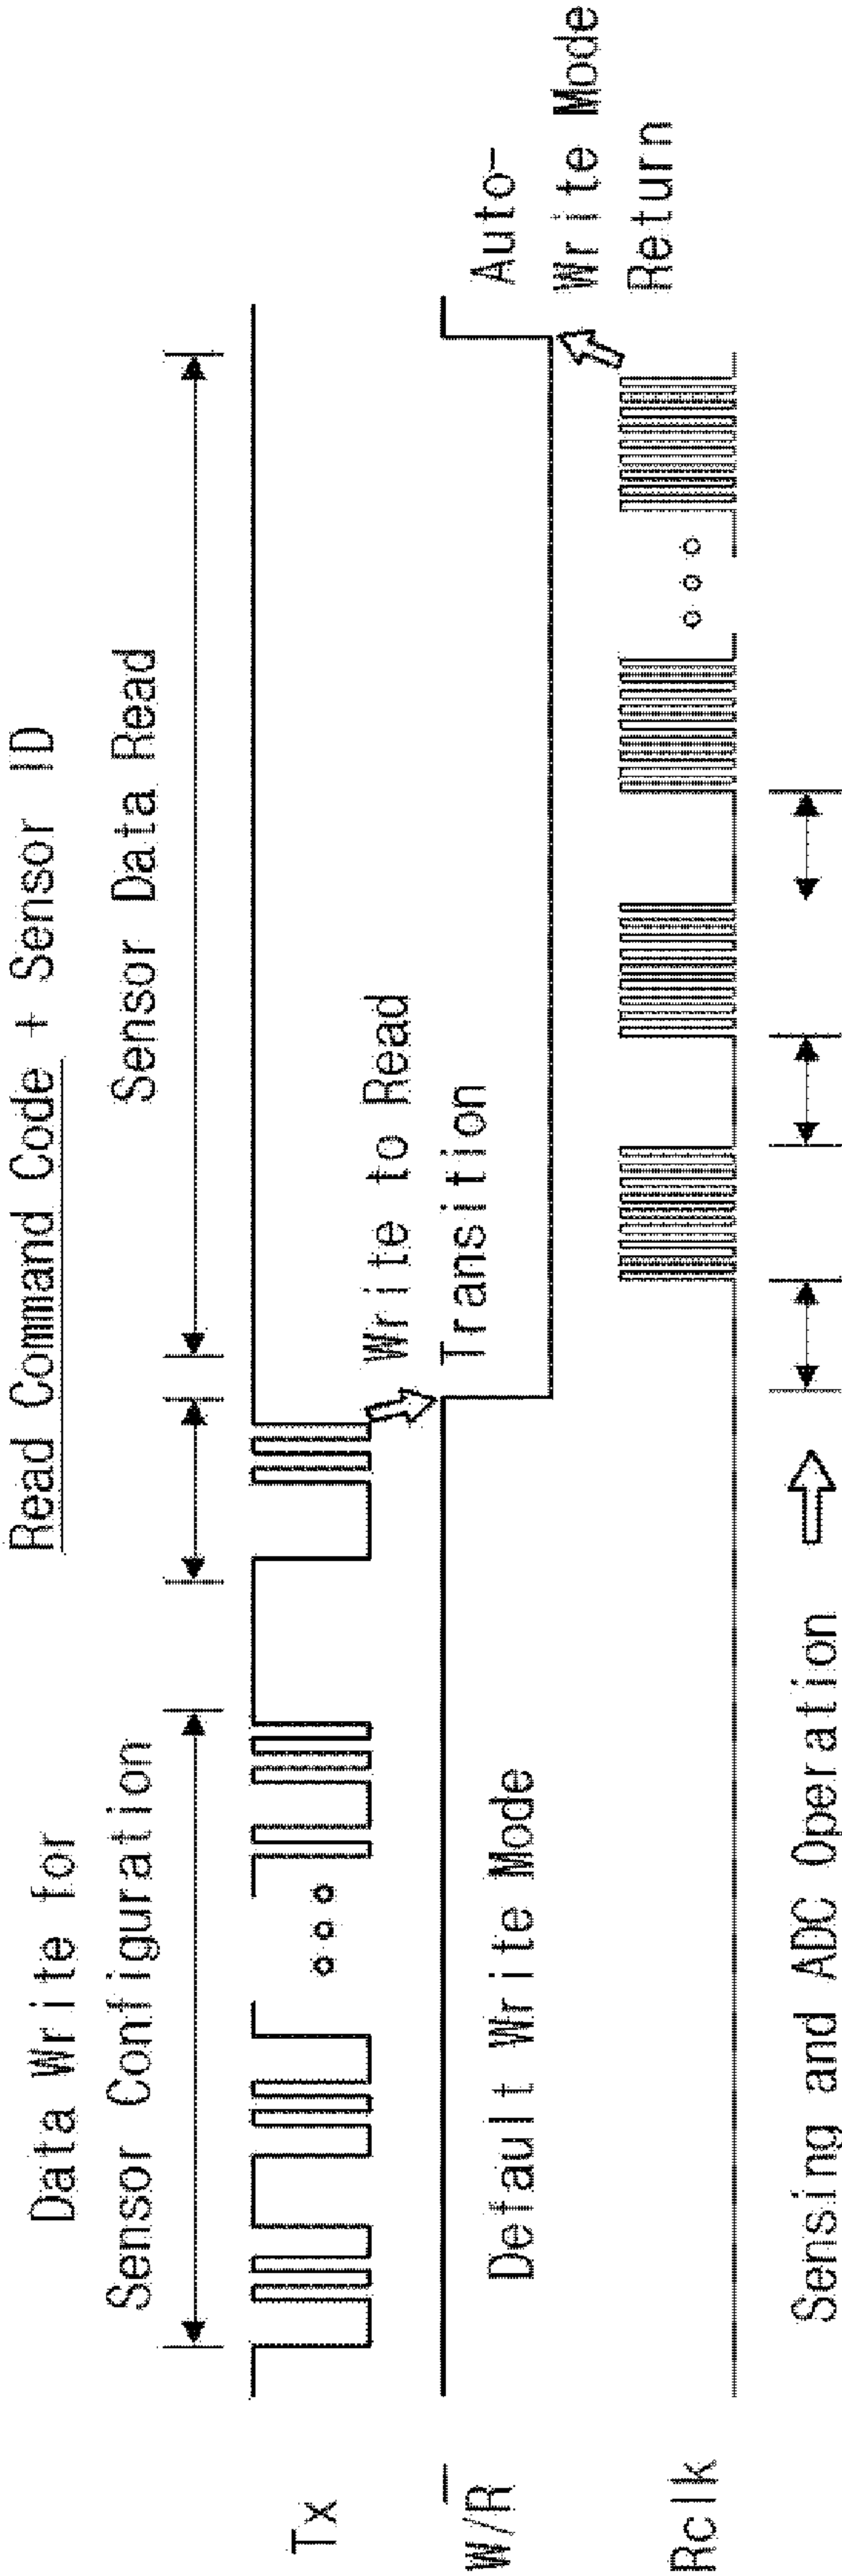 Read Command Code + Sensor ID
Data Write for
Sensor Configuration
Sensor Data Read
Tx
Write to Read
Transition
W/R̅
Default Write Mode
Auto-
Write Mode
Return
Rclk
Sensing and ADC Operation